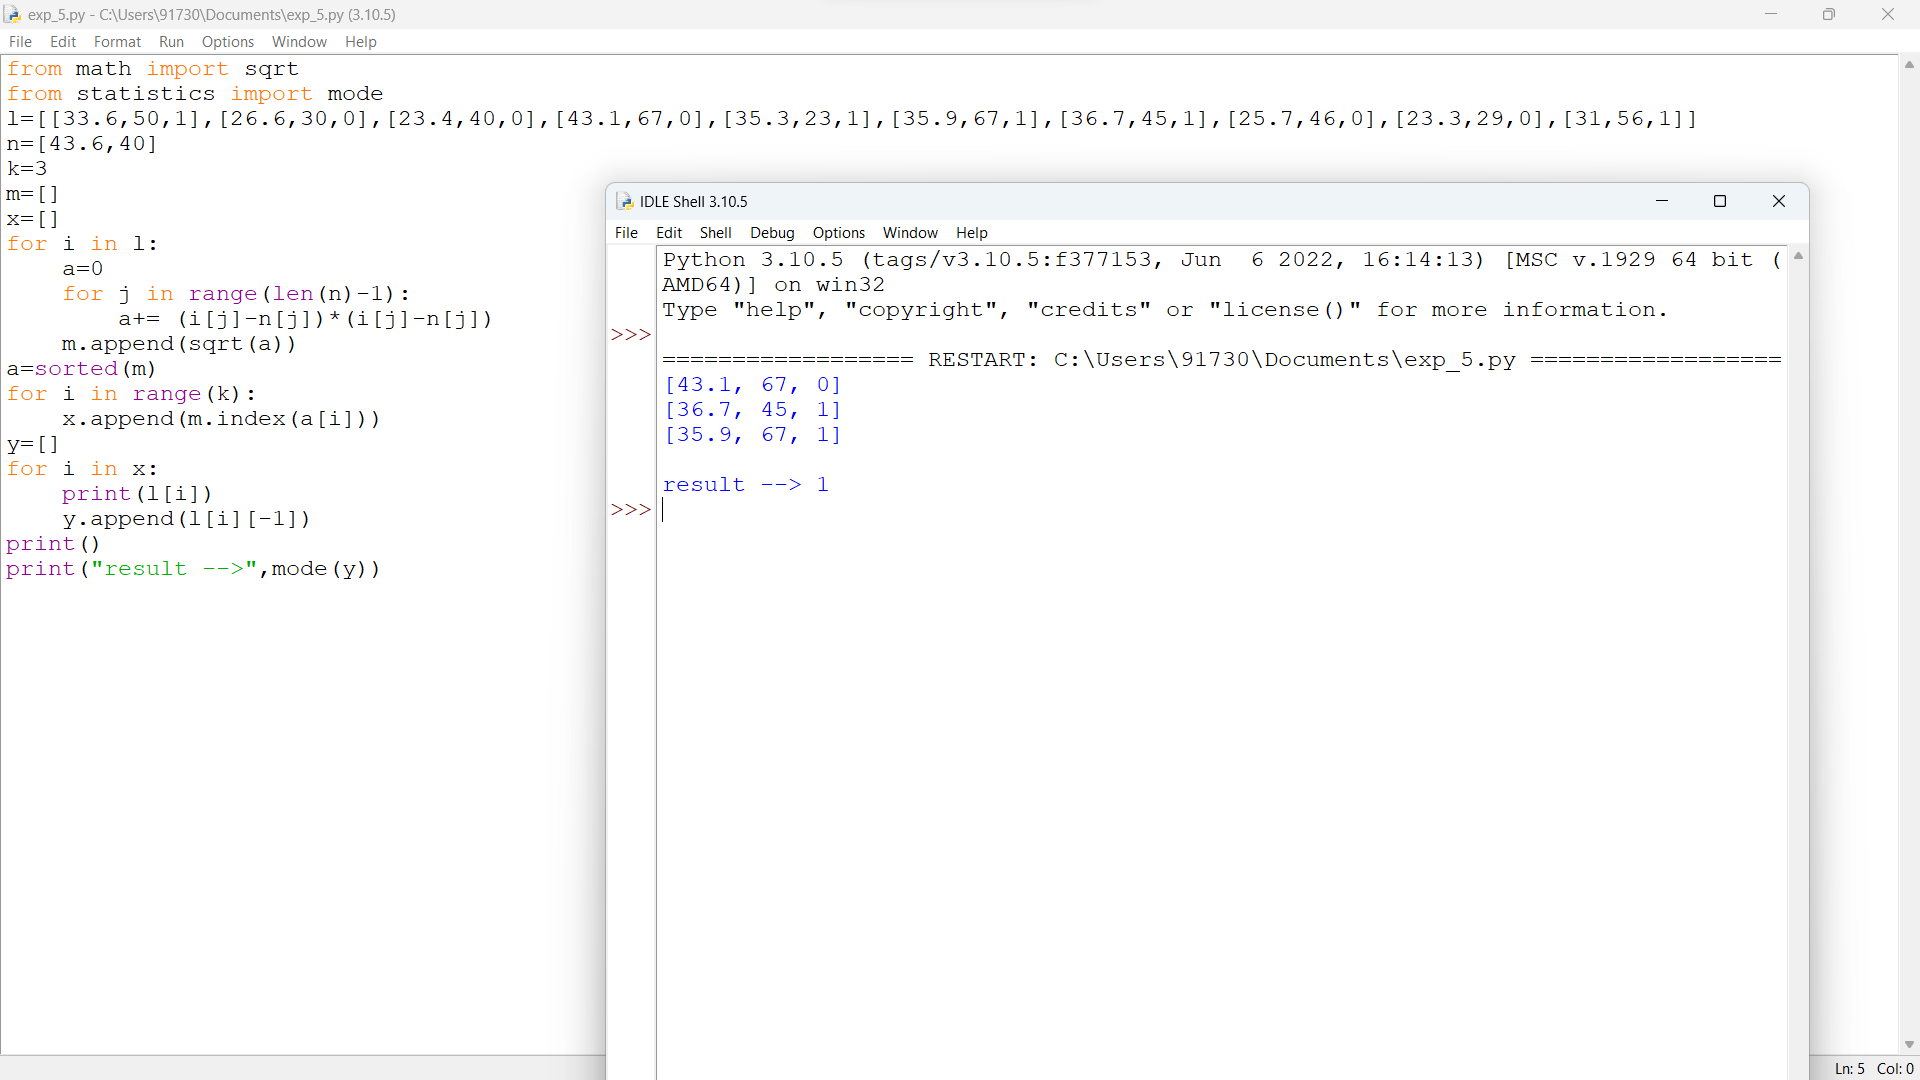 exp_5.py - C:\Users\91730\Documents\exp_5.py (3.10.5)
File Edit Format Run Options Window Help
from math import sqrt
from statistics import mode
l=[[33.6,50,1],[26.6,30,0],[23.4,40,0],[43.1,67,0],[35.3,23,1],[35.9,67,1],[36.7,45,1],[25.7,46,0],[23.3,29,0],[31,56,1]]
n=[43.6,40]
k=3
m=[]
x=[]
for i in l:
    a=0
    for j in range(len(n)-1):
        a+= (i[j]-n[j])*(i[j]-n[j])
    m.append(sqrt(a))
a=sorted(m)
for i in range(k):
    x.append(m.index(a[i]))
y=[]
for i in x:
    print(l[i])
    y.append(l[i][-1])
print()
print("result -->",mode(y))
IDLE Shell 3.10.5
File Edit Shell Debug Options Window Help
Python 3.10.5 (tags/v3.10.5:f377153, Jun  6 2022, 16:14:13) [MSC v.1929 64 bit (
AMD64)] on win32
Type "help", "copyright", "credits" or "license()" for more information.
>>>
================== RESTART: C:\Users\91730\Documents\exp_5.py ==================
[43.1, 67, 0]
[36.7, 45, 1]
[35.9, 67, 1]
result --> 1
>>>
Ln: 5 Col: 0